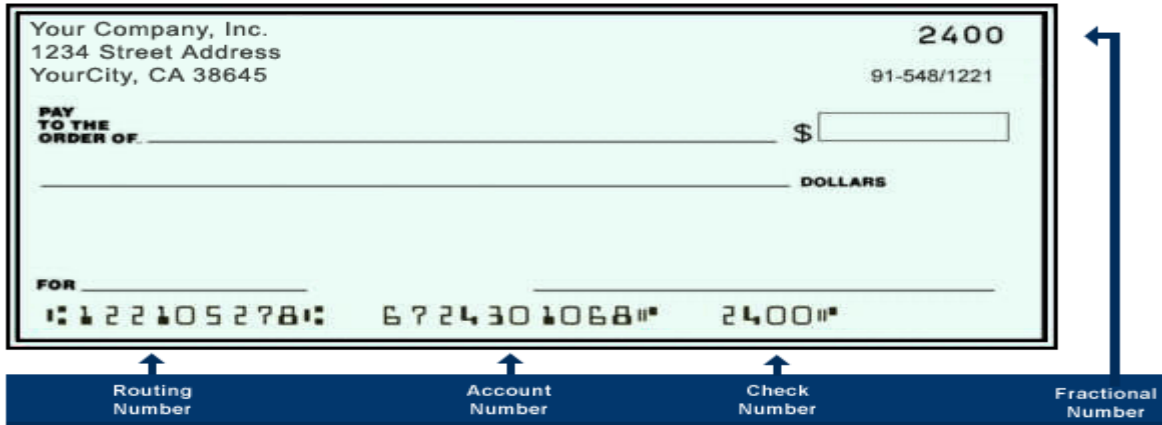 Your Company, Inc.
2400
1234 Street Address
YourCity, CA 38645
91-548/1221
PAY
TO THE
ORDER OF
$
DOLLARS
FOR
⑆122105278⑆ 6724301068⑈ 2400⑈
Routing Number
Account Number
Check Number
Fractional Number